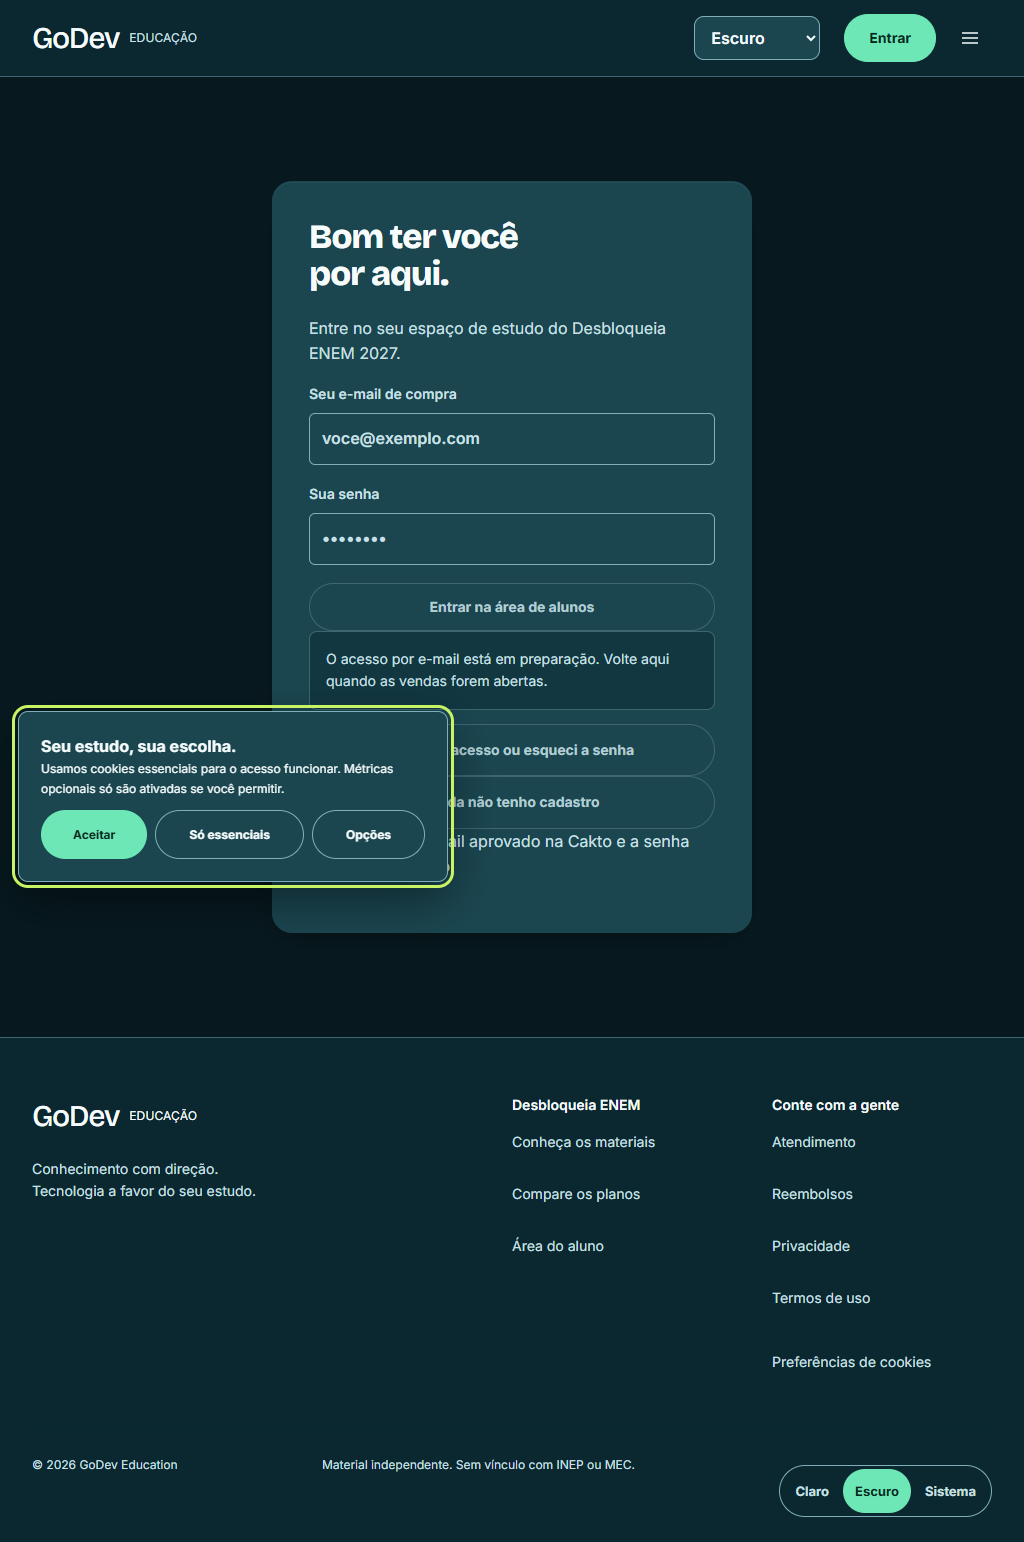 GoDev EDUCAÇÃO
Escuro
Entrar
Bom ter você
por aqui.
Entre no seu espaço de estudo do Desbloqueia
ENEM 2027.
Seu e-mail de compra
voce@exemplo.com
Sua senha
••••••••
Entrar na área de alunos
O acesso por e-mail está em preparação. Volte aqui
quando as vendas forem abertas.
acesso ou esqueci a senha
não tenho cadastro
aprovado na Cakto e a senha
Seu estudo, sua escolha.
Usamos cookies essenciais para o acesso funcionar. Métricas
opcionais só são ativadas se você permitir.
Aceitar
Só essenciais
Opções
GoDev EDUCAÇÃO
Conhecimento com direção.
Tecnologia a favor do seu estudo.
Desbloqueia ENEM
Conheça os materiais
Compare os planos
Área do aluno
Conte com a gente
Atendimento
Reembolsos
Privacidade
Termos de uso
Preferências de cookies
© 2026 GoDev Education
Material independente. Sem vínculo com INEP ou MEC.
Claro
Escuro
Sistema